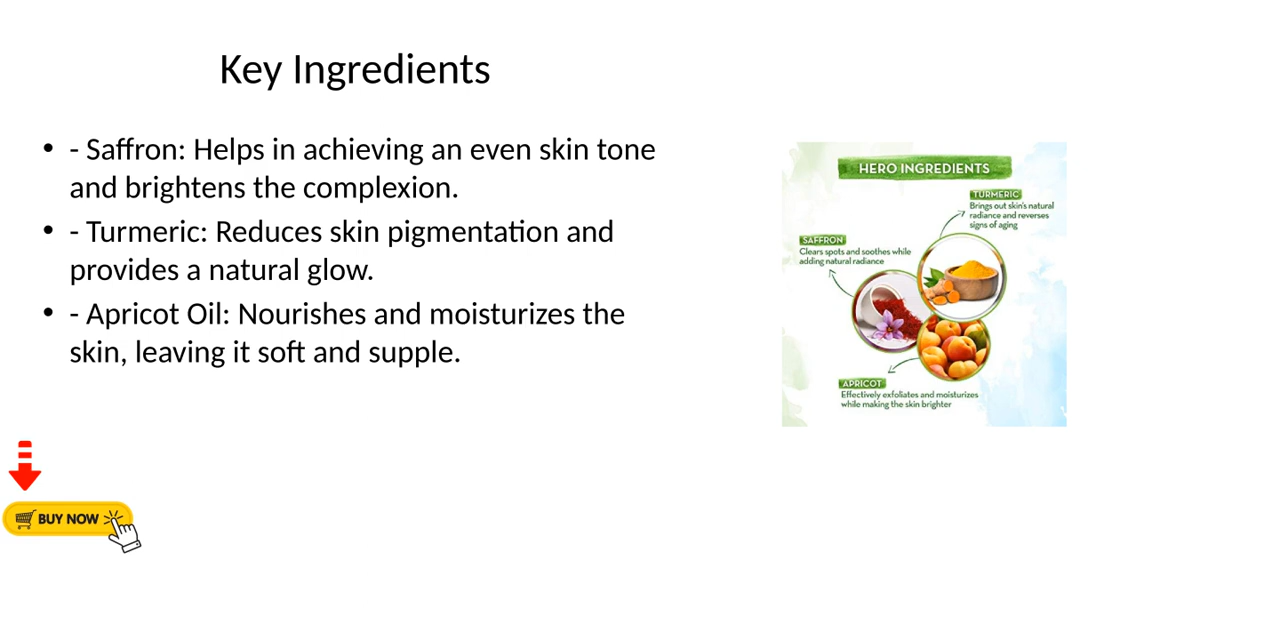 Key Ingredients
• - Saffron: Helps in achieving an even skin tone
and brightens the complexion.
• - Turmeric: Reduces skin pigmentation and
provides a natural glow.
• - Apricot Oil: Nourishes and moisturizes the
skin, leaving it soft and supple.
HERO INGREDIENTS
TURMERIC
Brings out skin's natural
radiance and reverses
signs of aging
SAFFRON
Clears spots and soothes while
adding natural radiance
APRICOT
Effectively exfoliates and moisturizes
while making the skin brighter
BUY NOW